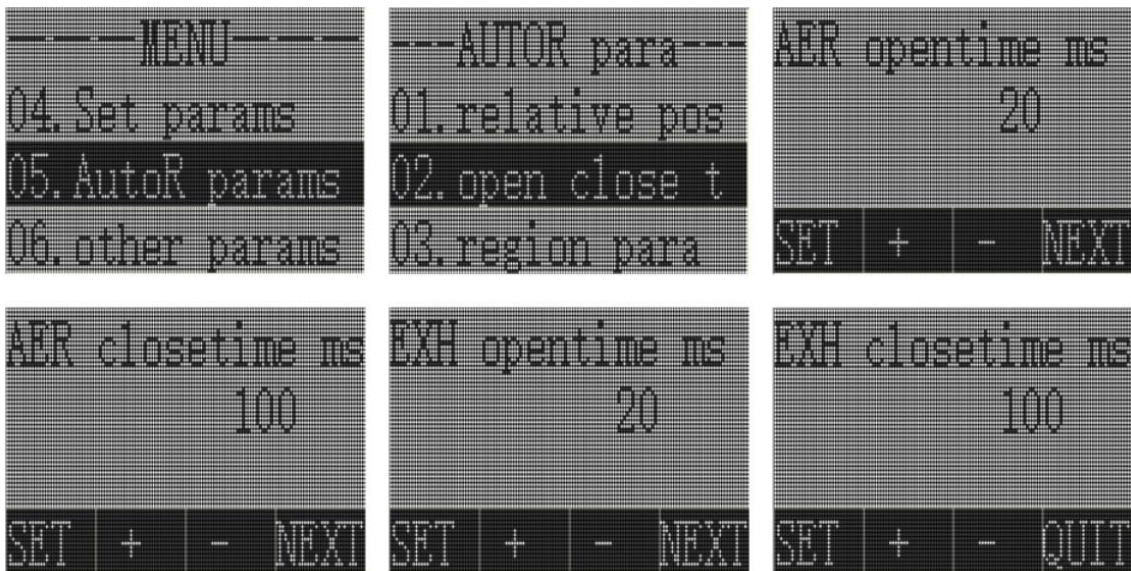 ————MENU————
04. Set params
05. AutoR params
06. other params
---AUTOR para---
01. relative pos
02. open close t
03. region para
AER opentime ms
20
SET + - NEXT
AER closetime ms
100
SET + - NEXT
EXH opentime ms
20
SET + - NEXT
EXH closetime ms
100
SET + - QUIT